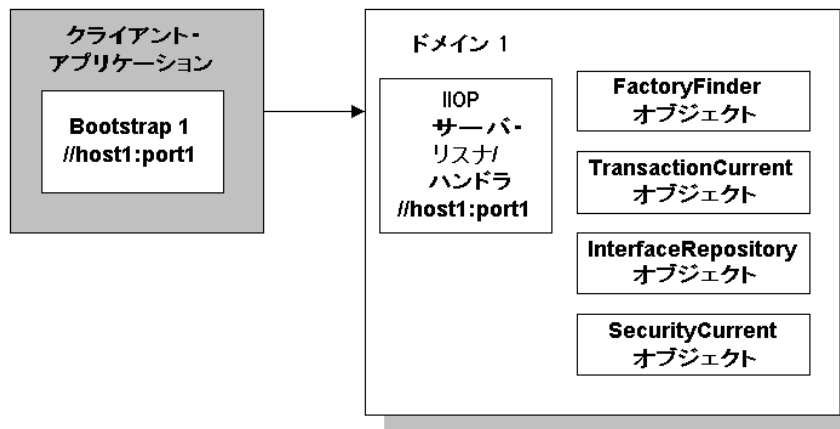 クライアント・
アプリケーション
Bootstrap 1
//host1:port1
ドメイン 1
IIOP
サーバ・
リスナ/
ハンドラ
//host1:port1
FactoryFinder
オブジェクト
TransactionCurrent
オブジェクト
InterfaceRepository
オブジェクト
SecurityCurrent
オブジェクト